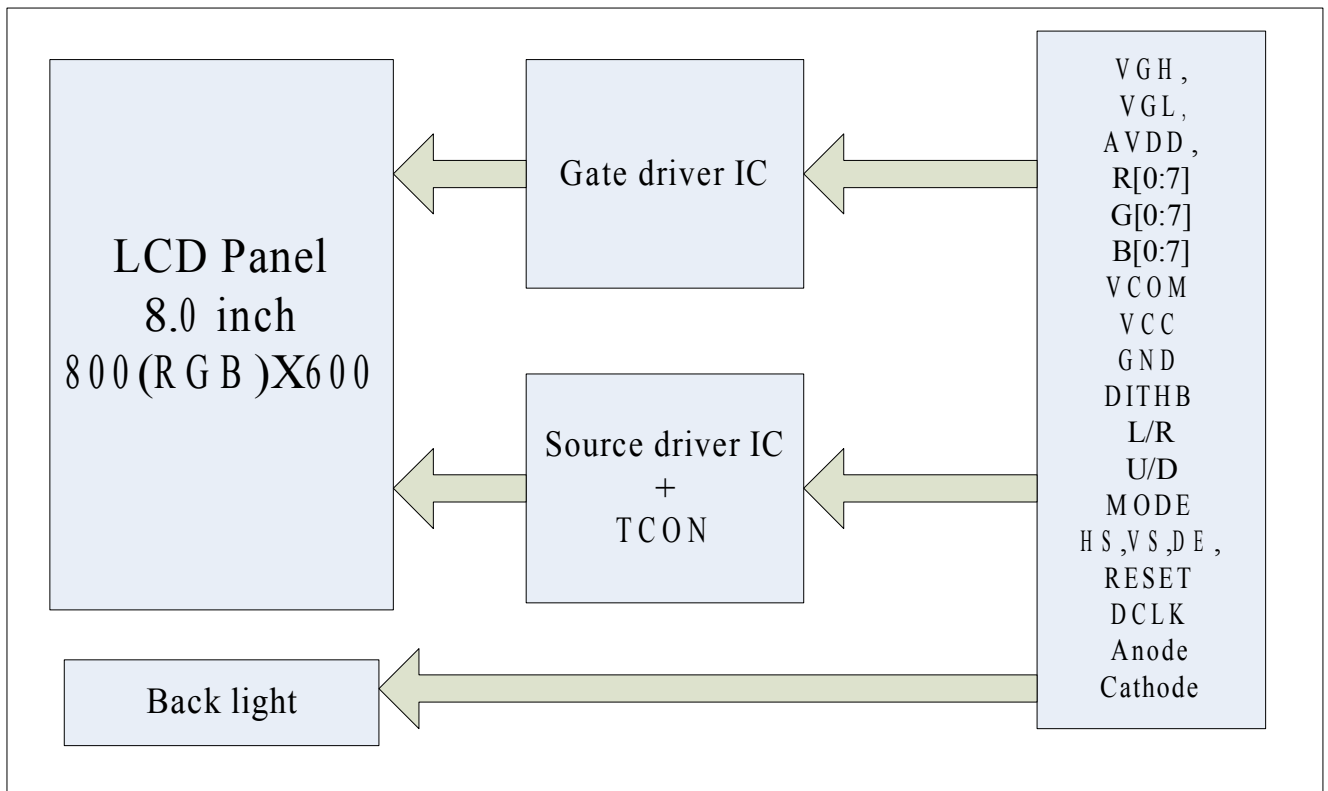 LCD Panel
8.0 inch
800(RGB)X600
Gate driver IC
Source driver IC
+
TCON
Back light
VGH,
VGL,
AVDD,
R[0:7]
G[0:7]
B[0:7]
VCOM
VCC
GND
DITHB
L/R
U/D
MODE
HS,VS,DE,
RESET
DCLK
Anode
Cathode